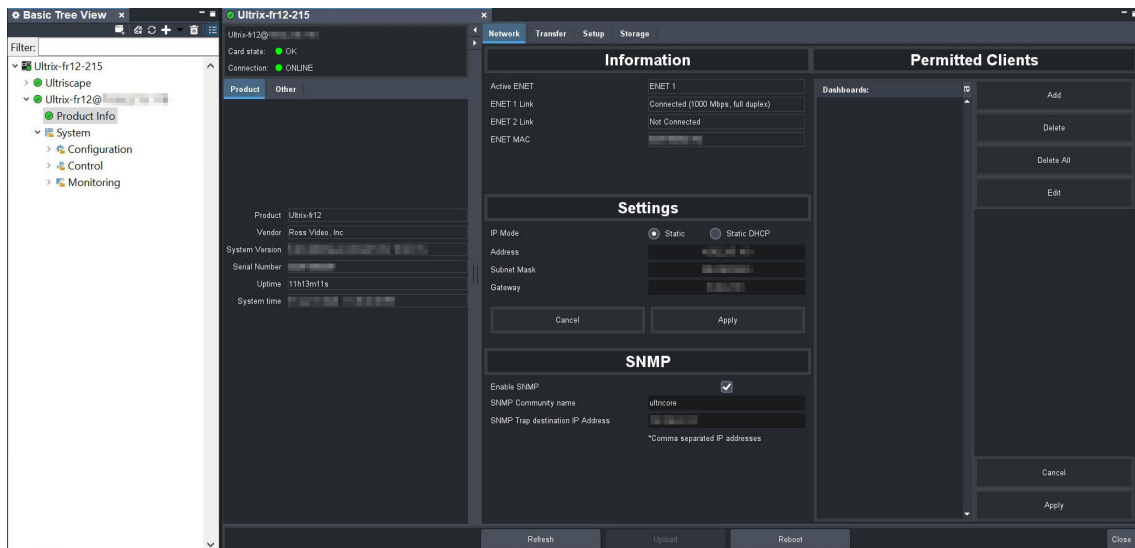 Basic Tree View
Filter:
Ultrix-fr12-215
Ultriscape
Ultrix-fr12@
Product Info
System
Configuration
Control
Monitoring
Ultrix-fr12-215
Ultrix-fr12@
Card state: OK
Connection: ONLINE
Product Other
Product Ultrix-fr12
Vendor Ross Video, Inc
System Version
Serial Number
Uptime 11h13m11s
System time
Network Transfer Setup Storage
Information
Active ENET ENET 1
ENET 1 Link Connected (1000 Mbps, full duplex)
ENET 2 Link Not Connected
ENET MAC
Settings
IP Mode Static Static DHCP
Address
Subnet Mask
Gateway
Cancel Apply
SNMP
Enable SNMP
SNMP Community name ultricore
SNMP Trap destination IP Address
*Comma separated IP addresses
Permitted Clients
Dashboards:
Add
Delete
Delete All
Edit
Cancel
Apply
Refresh Upload Reboot Close